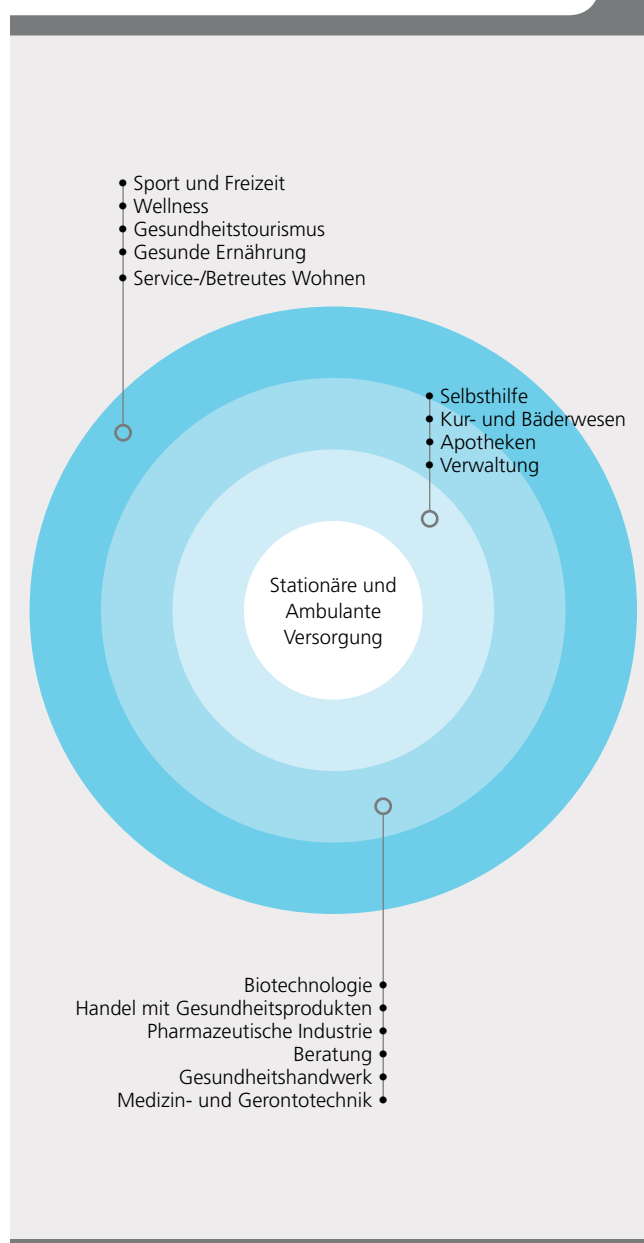 Sport und Freizeit
Wellness
Gesundheitstourismus
Gesunde Ernährung
Service-/Betreutes Wohnen
Selbsthilfe
Kur- und Bäderwesen
Apotheken
Verwaltung
Stationäre und
Ambulante
Versorgung
Biotechnologie
Handel mit Gesundheitsprodukten
Pharmazeutische Industrie
Beratung
Gesundheitshandwerk
Medizin- und Gerontotechnik